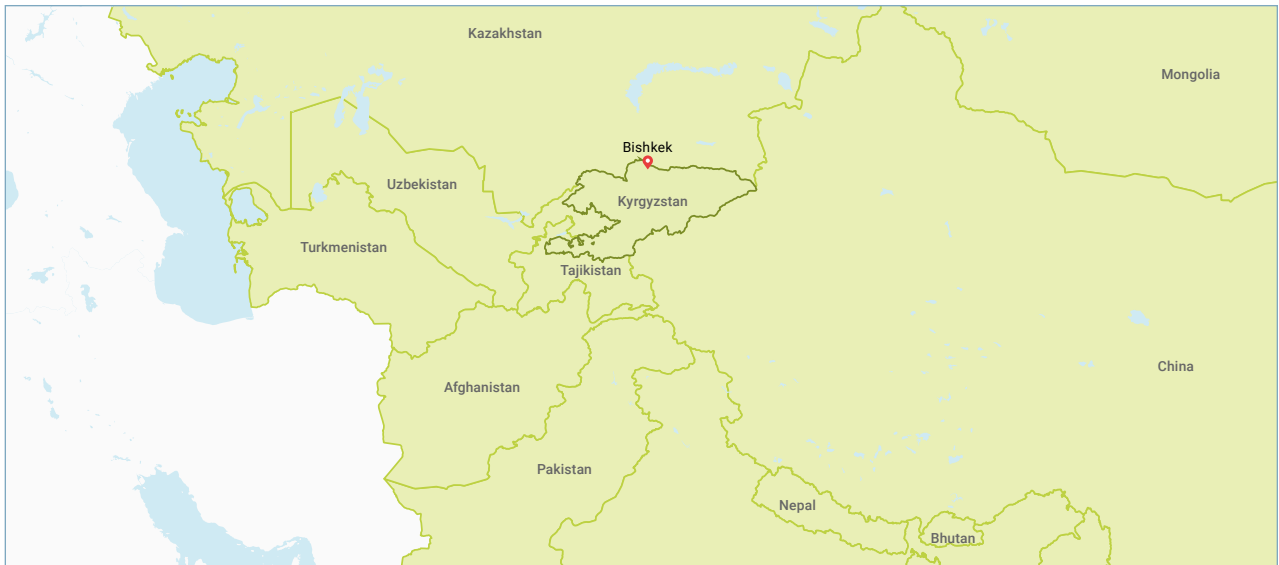 Kazakhstan
Mongolia
Bishkek
Uzbekistan
Kyrgyzstan
Turkmenistan
Tajikistan
China
Afghanistan
Pakistan
Nepal
Bhutan